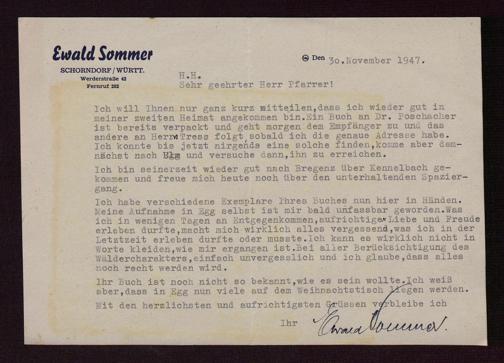 Ewald Sommer
SCHORNDORF/WÜRTT.
Werderstraße 42
Fernruf 262
Den 30.November 1947.
H.H.
Sehr geehrter Herr Pfarrer!
Ich will Ihnen nur ganz kurz mitteilen,dass ich wieder gut in
meiner zweiten Heimat angekommen bin.Ein Buch an Dr. Poschacher
ist bereits verpackt und geht morgen dem Empfänger zu und das
andere an Herrn Tress folgt sobald ich die genaue Adresse habe.
Ich konnte bis jetzt nirgends eine solche finden,komme aber dem-
nächst nach und versuche dann,ihn zu erreichen.
Ich bin seinerzeit wieder gut nach Bregenz über Kennelbach ge-
kommen und freue mich heute noch über den unterhaltenden Spazier-
gang.
Ich habe verschiedene Exemplare Ihres Buches nun hier in Händen.
Meine Aufnahme in Egg selbst ist mir bald unfassbar geworden.Was
ich in wenigen Tagen an Entgegenkommen,aufrichtiger Liebe und Freude
erleben durfte,macht mich wirklich alles vergessend,was ich in der
Letztzeit erleben durfte oder musste.Ich kann es wirklich nicht in
Worte kleiden,wie mir ergangen ist.Bei aller Berücksichtigung des
Wäldercharakters,einfach unvergesslich und ich glaube,dass alles
noch recht werden wird.
Ihr Buch ist noch nicht so bekannt,wie es sein wollte.Ich weiß
aber,dass in Egg nun viele auf dem Weihnachtstisch liegen werden.
Mit den herzlichsten und aufrichtigsten Grüssen verbleibe ich
Ihr Ewald Sommer.